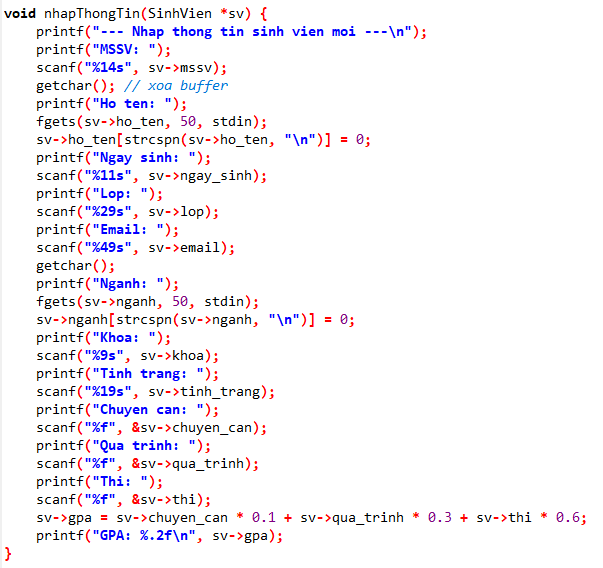 void nhapThongTin(SinhVien *sv) {
    printf("--- Nhap thong tin sinh vien moi ---\n");
    printf("MSSV: ");
    scanf("%14s", sv->mssv);
    getchar(); // xoa buffer
    printf("Ho ten: ");
    fgets(sv->ho_ten, 50, stdin);
    sv->ho_ten[strcspn(sv->ho_ten, "\n")] = 0;
    printf("Ngay sinh: ");
    scanf("%11s", sv->ngay_sinh);
    printf("Lop: ");
    scanf("%29s", sv->lop);
    printf("Email: ");
    scanf("%49s", sv->email);
    getchar();
    printf("Nganh: ");
    fgets(sv->nganh, 50, stdin);
    sv->nganh[strcspn(sv->nganh, "\n")] = 0;
    printf("Khoa: ");
    scanf("%9s", sv->khoa);
    printf("Tinh trang: ");
    scanf("%19s", sv->tinh_trang);
    printf("Chuyen can: ");
    scanf("%f", &sv->chuyen_can);
    printf("Qua trinh: ");
    scanf("%f", &sv->qua_trinh);
    printf("Thi: ");
    scanf("%f", &sv->thi);
    sv->gpa = sv->chuyen_can * 0.1 + sv->qua_trinh * 0.3 + sv->thi * 0.6;
    printf("GPA: %.2f\n", sv->gpa);
}